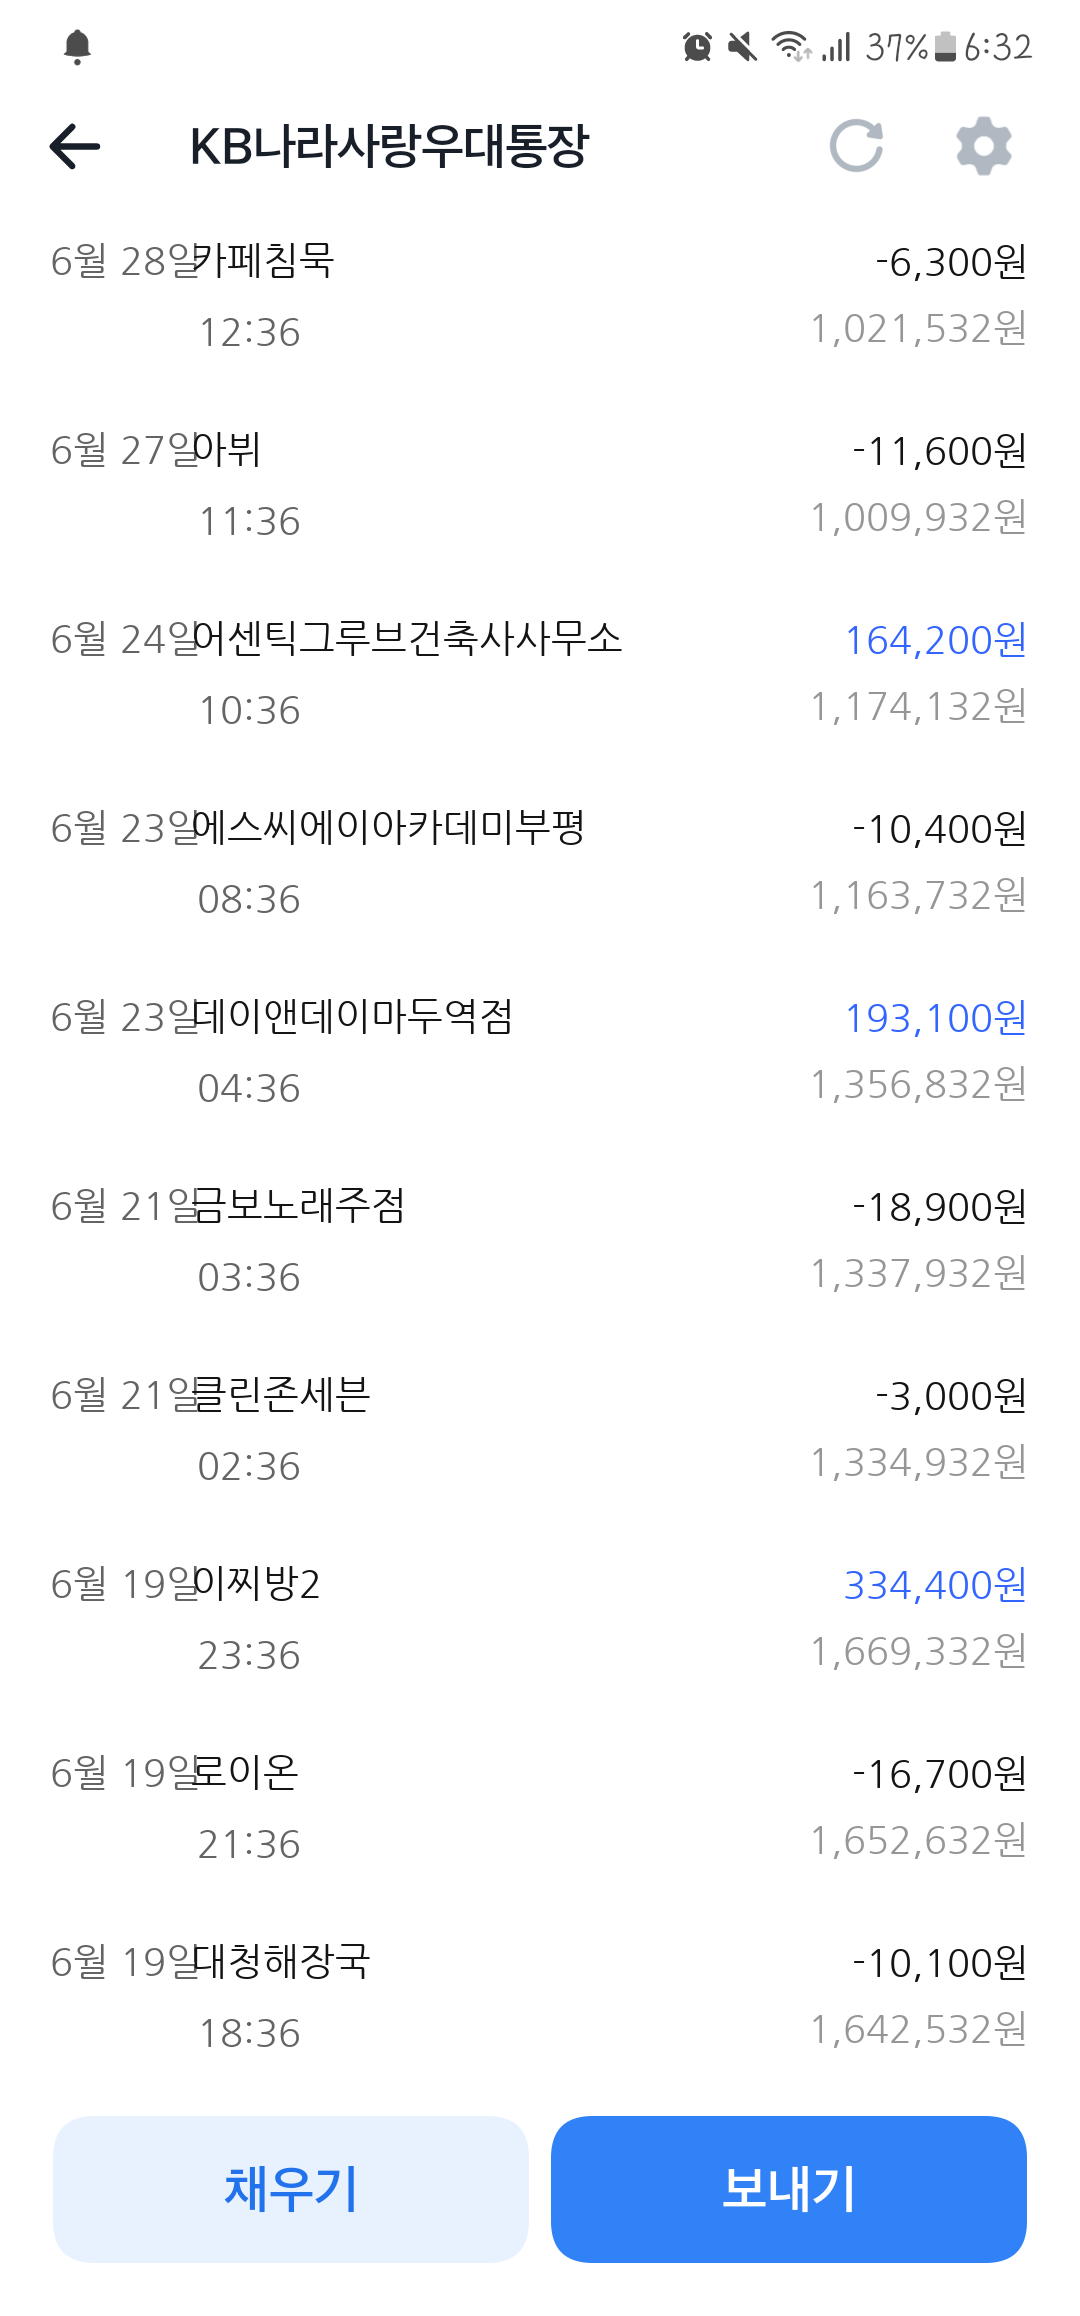 37% 6:32
KB나라사랑우대통장
6월 28일 카페침묵 -6,300원
12:36 1,021,532원
6월 27일 아뷔 -11,600원
11:36 1,009,932원
6월 24일 어센틱그루브건축사사무소 164,200원
10:36 1,174,132원
6월 23일 에스씨에이아카데미부평 -10,400원
08:36 1,163,732원
6월 23일 데이앤데이마두역점 193,100원
04:36 1,356,832원
6월 21일 금보노래주점 -18,900원
03:36 1,337,932원
6월 21일 클린존세븐 -3,000원
02:36 1,334,932원
6월 19일 이찌방2 334,400원
23:36 1,669,332원
6월 19일 로이온 -16,700원
21:36 1,652,632원
6월 19일 대청해장국 -10,100원
18:36 1,642,532원
채우기 보내기